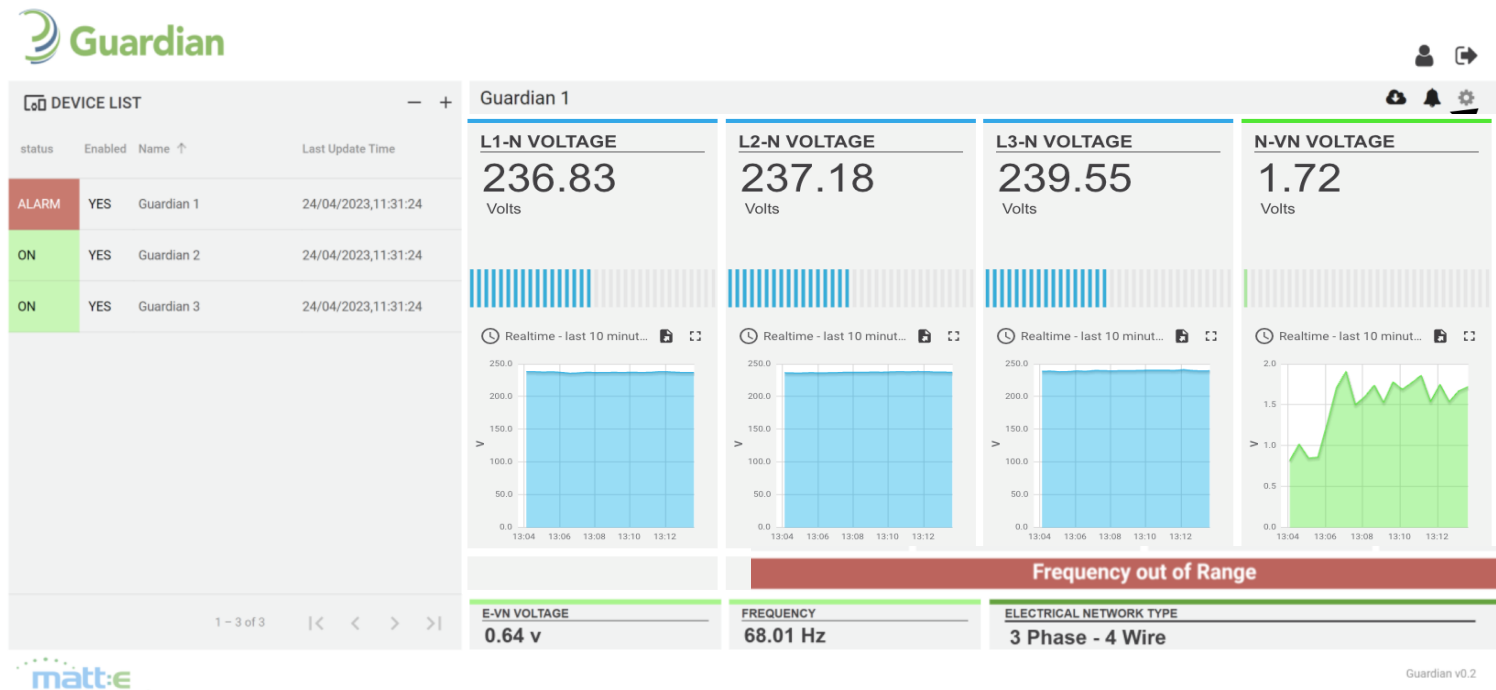 Guardian
DEVICE LIST
status Enabled Name Last Update Time
ALARM YES Guardian 1 24/04/2023,11:31:24
ON YES Guardian 2 24/04/2023,11:31:24
ON YES Guardian 3 24/04/2023,11:31:24
1 – 3 of 3
Guardian 1
L1-N VOLTAGE
236.83
Volts
Realtime - last 10 minut...
250.0
200.0
150.0
100.0
50.0
0.0
V
13:04 13:06 13:08 13:10 13:12
L2-N VOLTAGE
237.18
Volts
Realtime - last 10 minut...
250.0
200.0
150.0
100.0
50.0
0.0
V
13:04 13:06 13:08 13:10 13:12
L3-N VOLTAGE
239.55
Volts
Realtime - last 10 minut...
250.0
200.0
150.0
100.0
50.0
0.0
V
13:04 13:06 13:08 13:10 13:12
N-VN VOLTAGE
1.72
Volts
Realtime - last 10 minut...
2.0
1.5
1.0
0.5
0.0
V
13:04 13:06 13:08 13:10 13:12
Frequency out of Range
E-VN VOLTAGE
0.64 v
FREQUENCY
68.01 Hz
ELECTRICAL NETWORK TYPE
3 Phase - 4 Wire
matt:e
Guardian v0.2